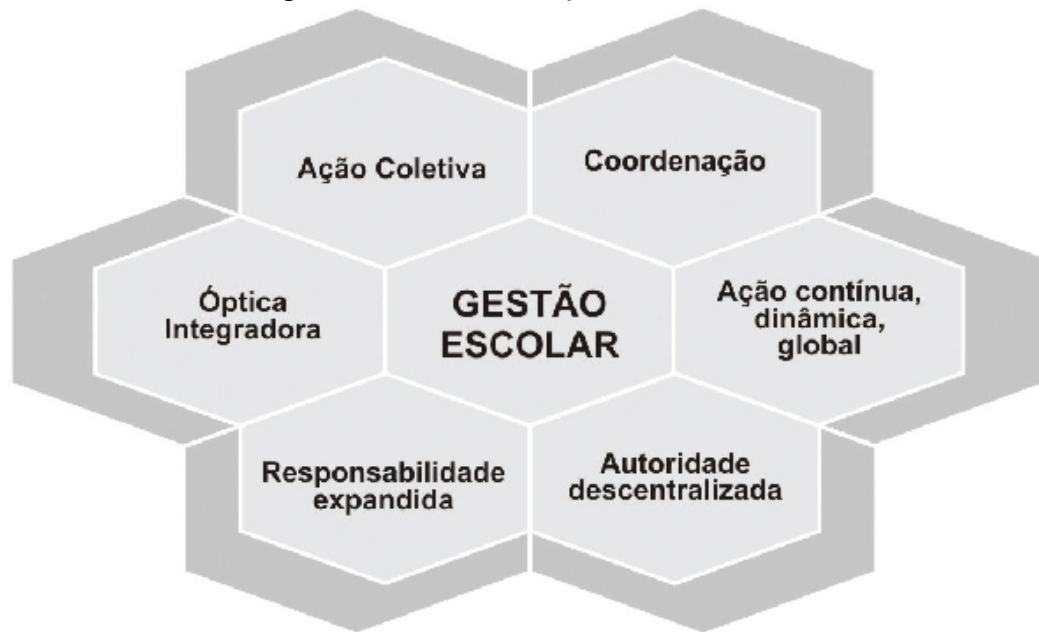 Ação Coletiva
Coordenação
Óptica
Integradora
GESTÃO
ESCOLAR
Ação contínua,
dinâmica,
global
Responsabilidade
expandida
Autoridade
descentralizada